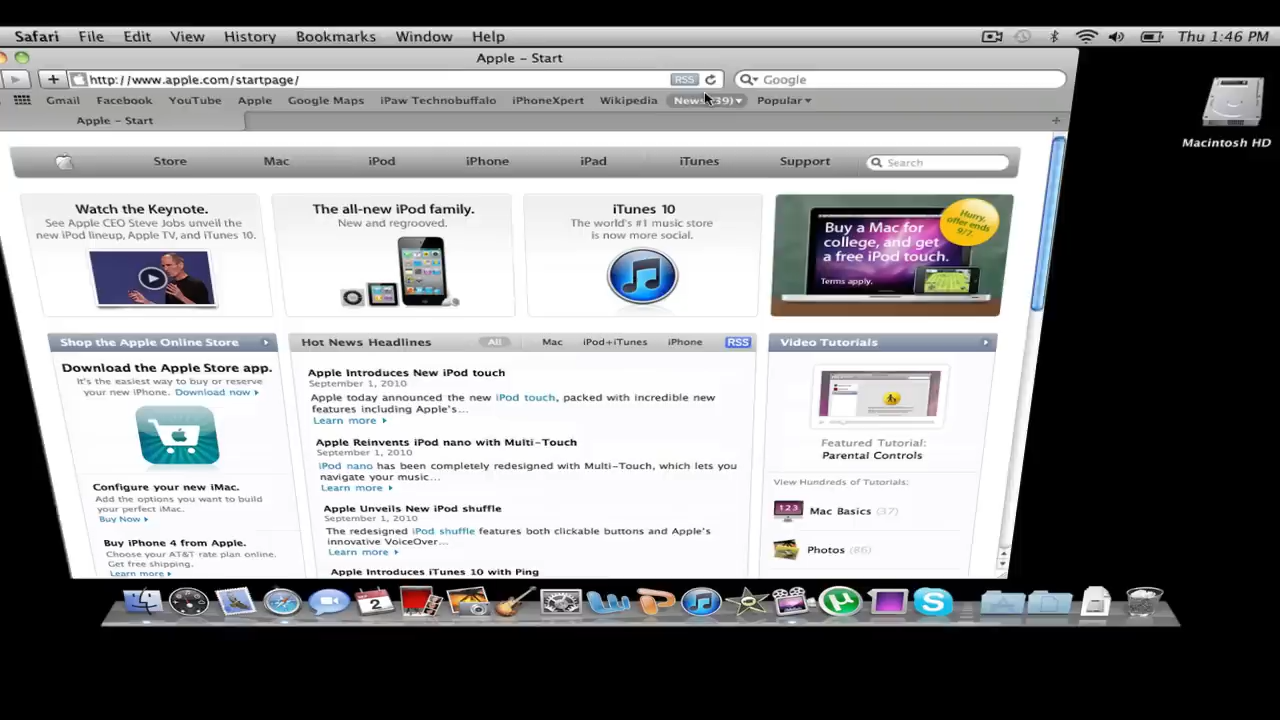 Safari File Edit View History Bookmarks Window Help Thu 1:46 PM
Apple – Start
http://www.apple.com/startpage/ RSS Google
Gmail Facebook YouTube Apple Google Maps iPaw Technobuffalo iPhoneXpert Wikipedia News (39) Popular
Apple – Start
Macintosh HD
Store Mac iPod iPhone iPad iTunes Support Search
Watch the Keynote.
See Apple CEO Steve Jobs unveil the
new iPod lineup, Apple TV, and iTunes 10.
The all-new iPod family.
New and regrooved.
iTunes 10
The world's #1 music store
is now more social.
Buy a Mac for
college, and get
a free iPod touch.
Terms apply.
Hurry,
offer ends
9/7.
Shop the Apple Online Store
Download the Apple Store app.
It's the easiest way to buy or reserve
your new iPhone. Download now
Configure your new iMac.
Add the options you want to build
your perfect iMac.
Buy Now
Buy iPhone 4 from Apple.
Choose your AT&T rate plan online.
Get free shipping.
Learn more
Hot News Headlines All Mac iPod+iTunes iPhone RSS
Apple Introduces New iPod touch
September 1, 2010
Apple today announced the new iPod touch, packed with incredible new
features including Apple's...
Learn more
Apple Reinvents iPod nano with Multi-Touch
September 1, 2010
iPod nano has been completely redesigned with Multi-Touch, which lets you
navigate your music...
Learn more
Apple Unveils New iPod shuffle
September 1, 2010
The redesigned iPod shuffle features both clickable buttons and Apple's
innovative VoiceOver...
Learn more
Apple Introduces iTunes 10 with Ping
Video Tutorials
Featured Tutorial:
Parental Controls
View Hundreds of Tutorials:
123
Mac Basics (37)
Photos (86)
2